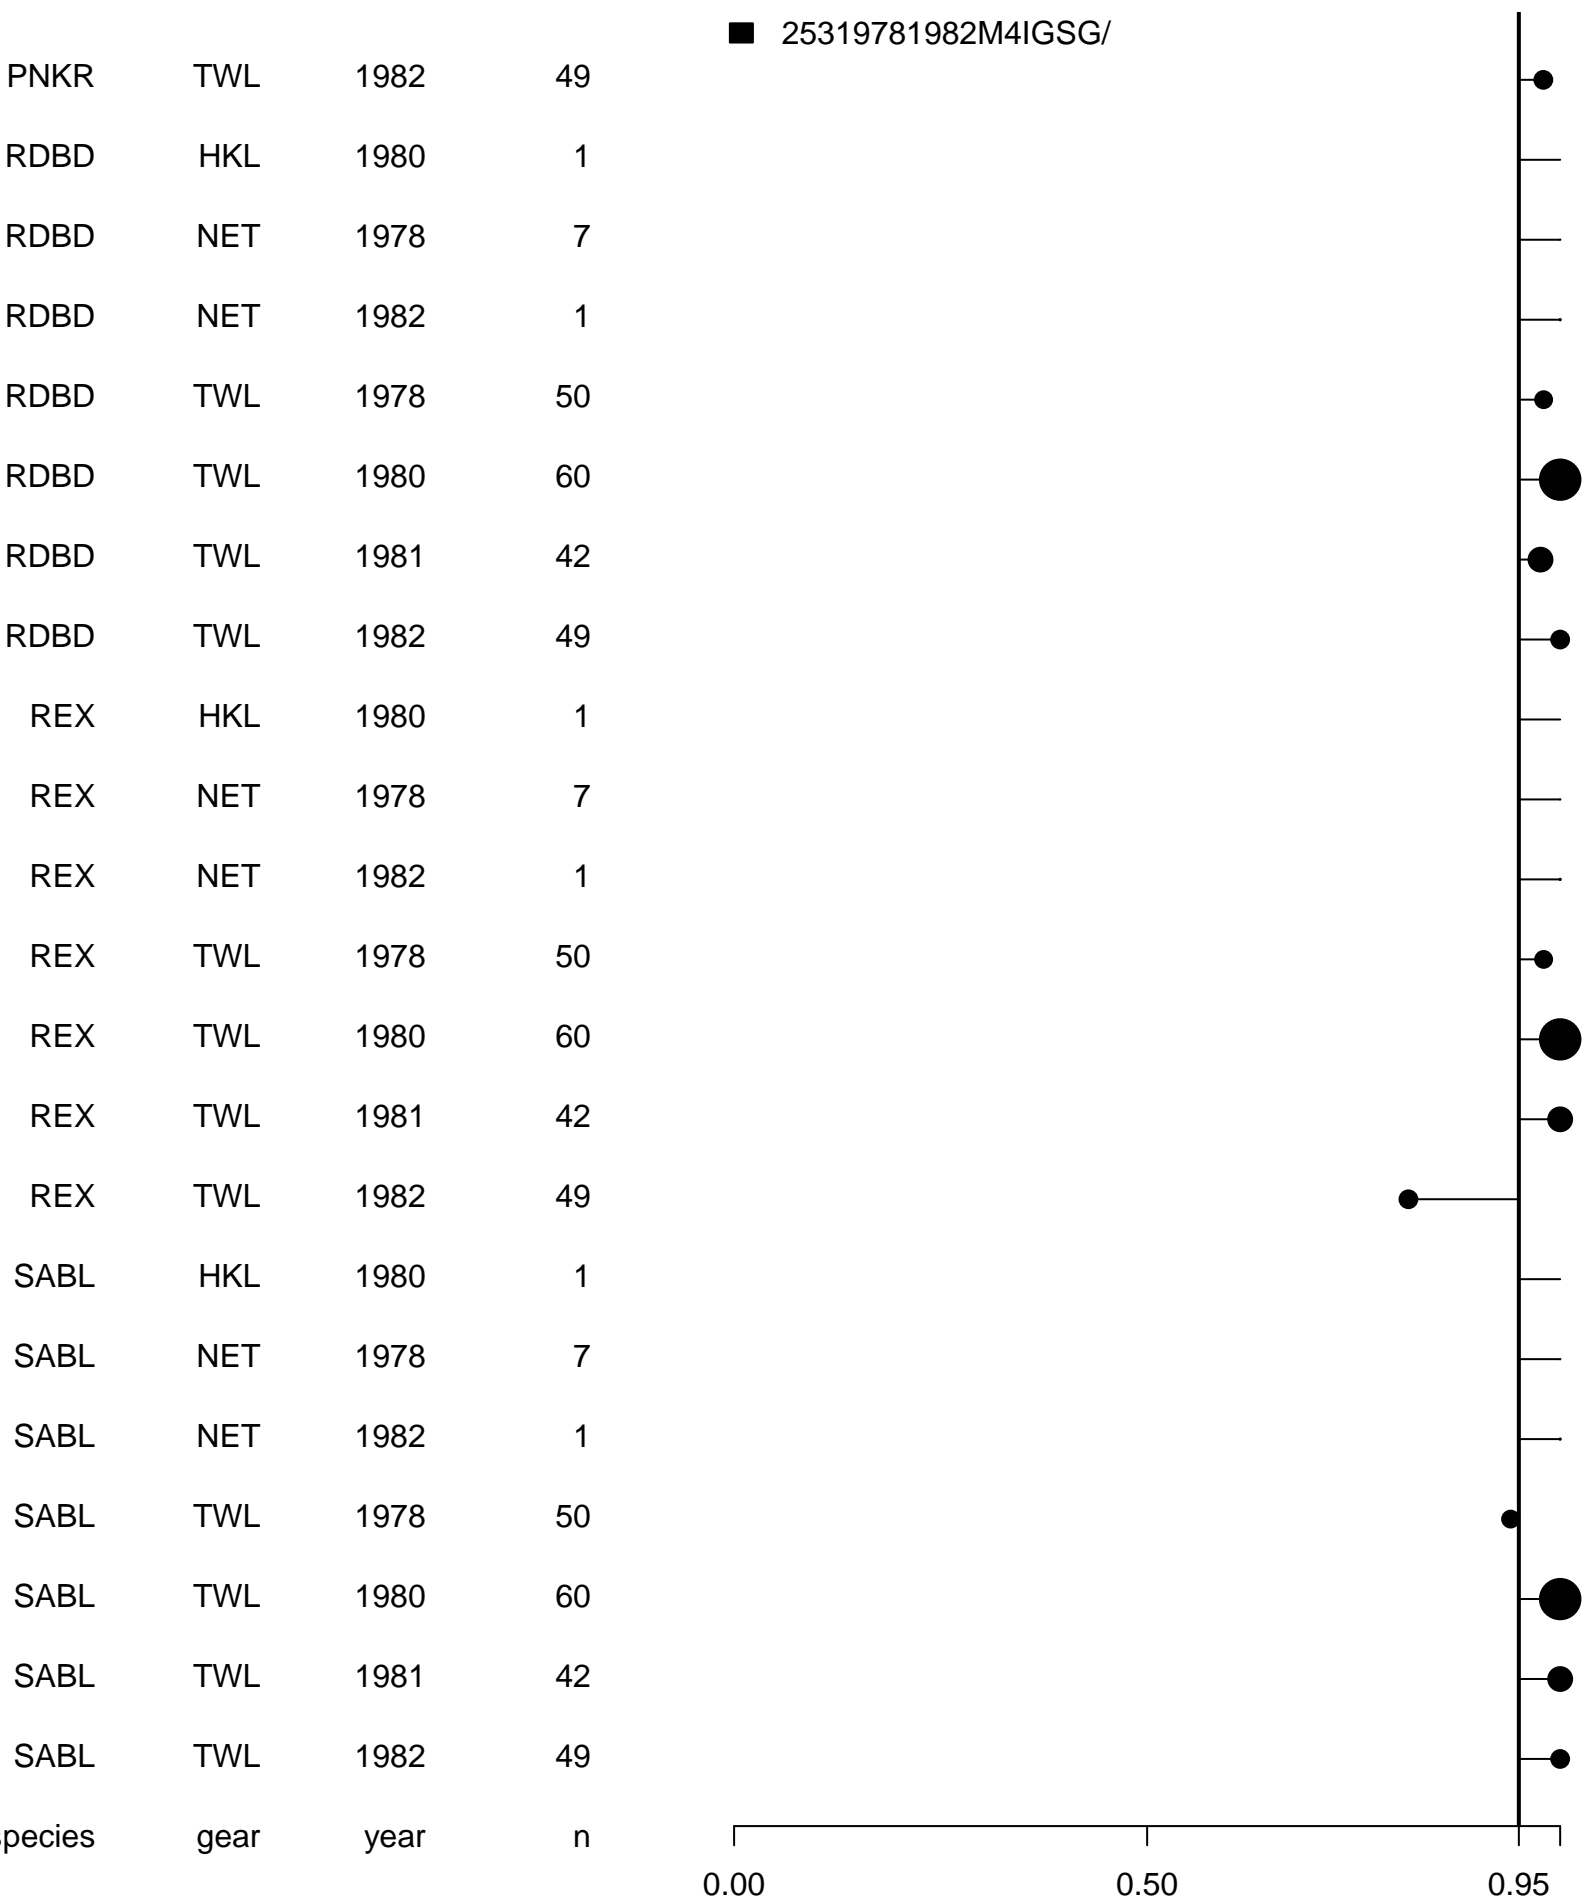 25319781982M4IGSG/
PNKR TWL 1982 49
RDBD HKL 1980 1
RDBD NET 1978 7
RDBD NET 1982 1
RDBD TWL 1978 50
RDBD TWL 1980 60
RDBD TWL 1981 42
RDBD TWL 1982 49
REX HKL 1980 1
REX NET 1978 7
REX NET 1982 1
REX TWL 1978 50
REX TWL 1980 60
REX TWL 1981 42
REX TWL 1982 49
SABL HKL 1980 1
SABL NET 1978 7
SABL NET 1982 1
SABL TWL 1978 50
SABL TWL 1980 60
SABL TWL 1981 42
SABL TWL 1982 49
pecies gear year n
0.00 0.50 0.95